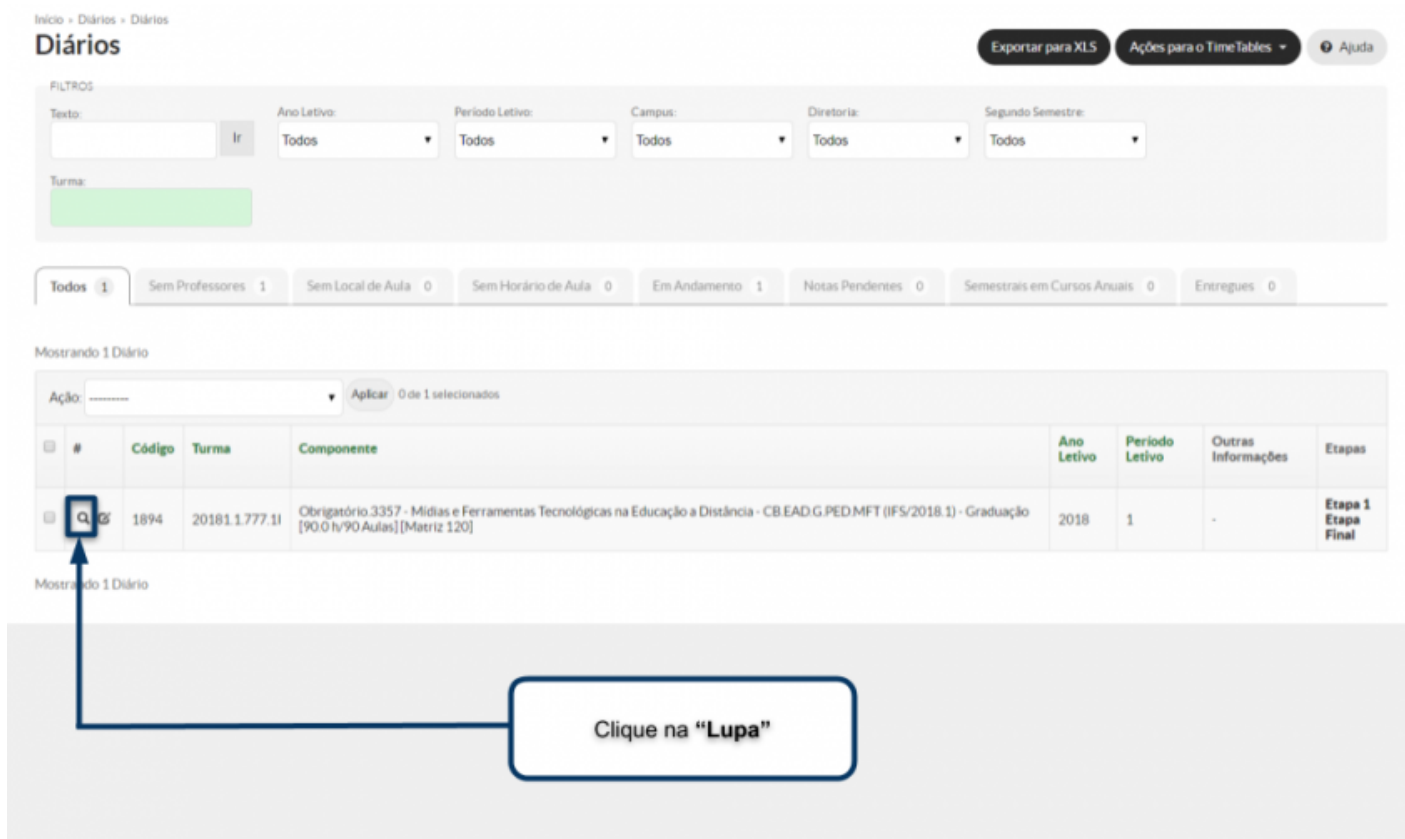 Início » Diários » Diários
Diários
Exportar para XLS
Ações para o TimeTables
Ajuda
FILTROS
Texto:
Ano Letivo:
Período Letivo:
Campus:
Diretoria:
Segundo Semestre:
Ir
Todos
Todos
Todos
Todos
Todos
Turma:
Todos 1
Sem Professores 1
Sem Local de Aula 0
Sem Horário de Aula 0
Em Andamento 1
Notas Pendentes 0
Semestrais em Cursos Anuais 0
Entregues 0
Mostrando 1 Diário
Ação: ---------
Aplicar
0 de 1 selecionados
#
Código
Turma
Componente
Ano
Letivo
Período
Letivo
Outras
Informações
Etapas
1894
20181.1.777.1I
Obrigatório.3357 - Mídias e Ferramentas Tecnológicas na Educação a Distância - CB.EAD.G.PED.MFT (IFS/2018.1) - Graduação
[90.0 h/90 Aulas] [Matriz 120]
2018
1
-
Etapa 1
Etapa
Final
Mostrando 1 Diário
Clique na “Lupa”